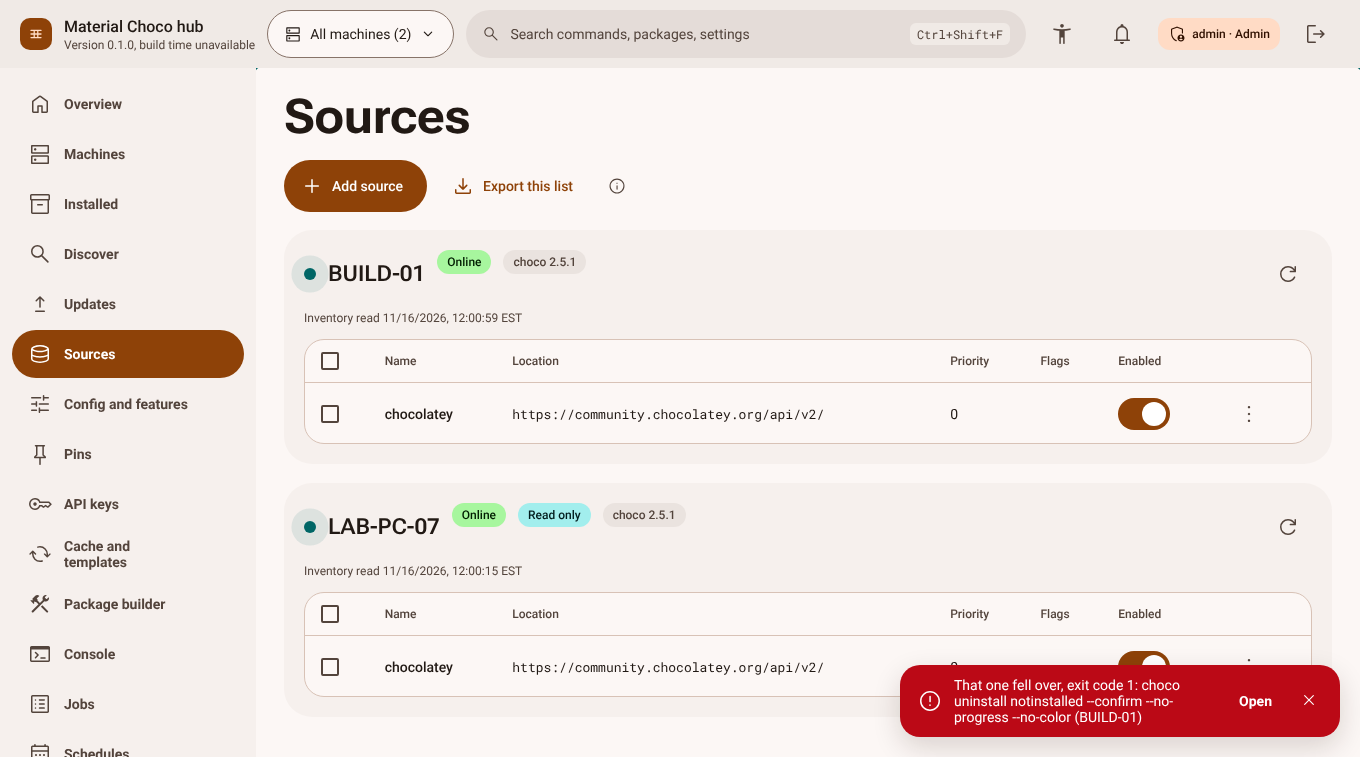 Material Choco hub
Version 0.1.0, build time unavailable
All machines (2)
Search commands, packages, settings
Ctrl+Shift+F
admin · Admin
Overview
Machines
Installed
Discover
Updates
Sources
Config and features
Pins
API keys
Cache and
templates
Package builder
Console
Jobs
Schedules
Sources
Add source
Export this list
BUILD-01
Online
choco 2.5.1
Inventory read 11/16/2026, 12:00:59 EST
Name Location Priority Flags Enabled
chocolatey https://community.chocolatey.org/api/v2/ 0
LAB-PC-07
Online
Read only
choco 2.5.1
Inventory read 11/16/2026, 12:00:15 EST
Name Location Priority Flags Enabled
chocolatey https://community.chocolatey.org/api/v2/
That one fell over, exit code 1: choco
uninstall notinstalled --confirm --no-
progress --no-color (BUILD-01)
Open